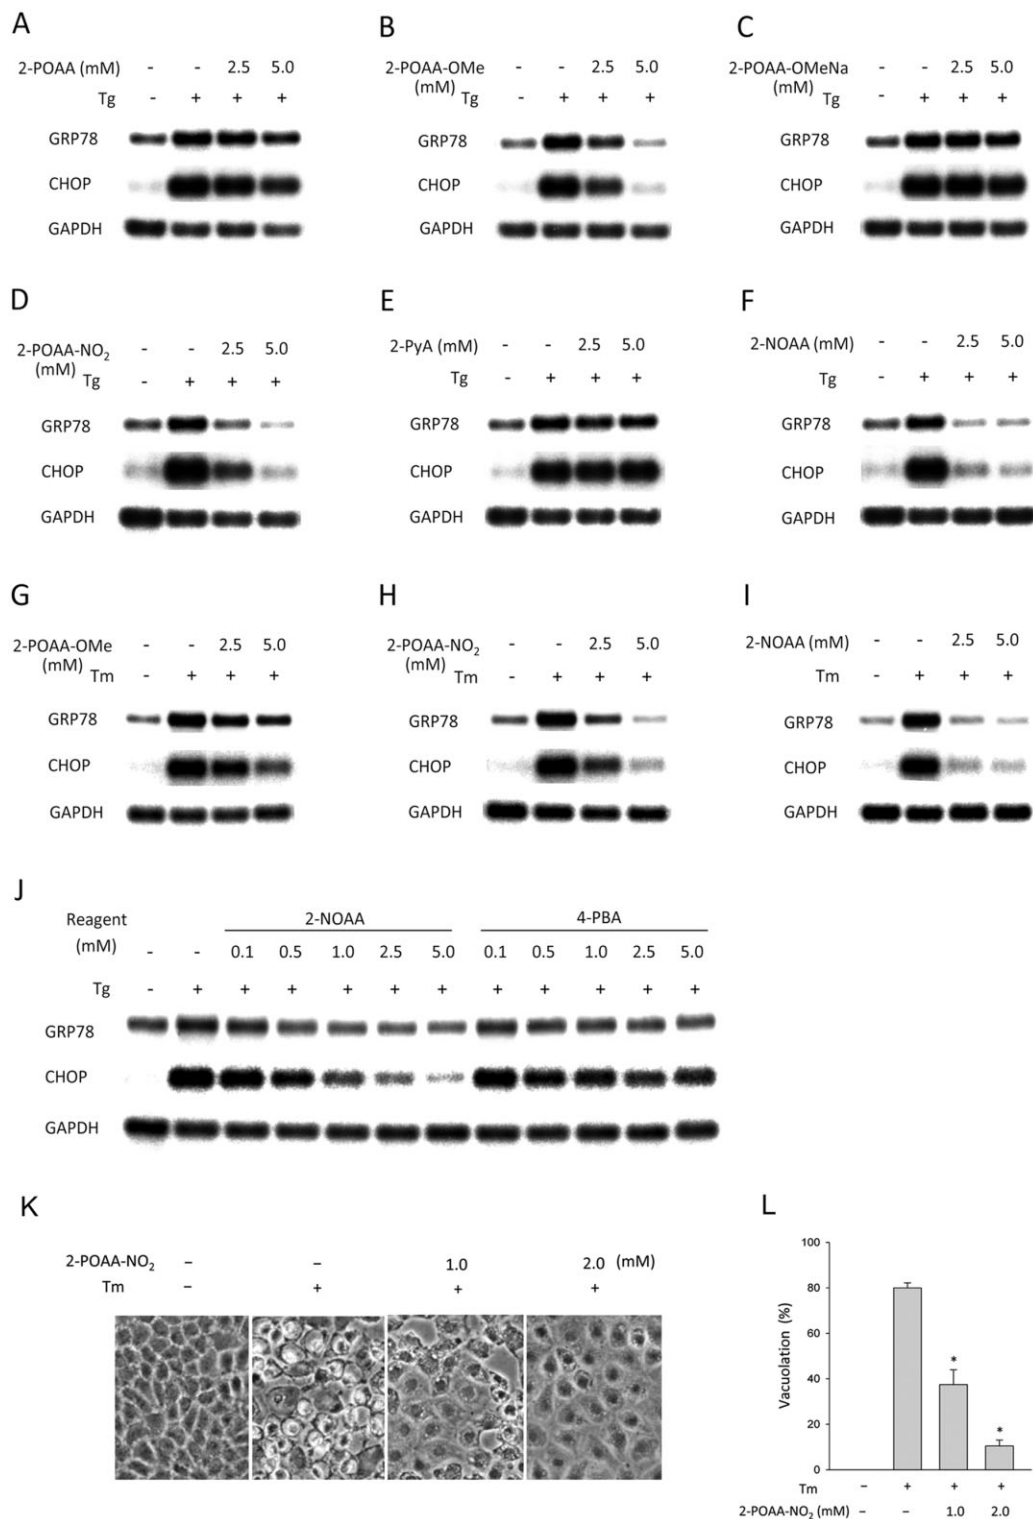 A
2-POAA (mM) - - 2.5 5.0
Tg - + + +
GRP78
CHOP
GAPDH
B
2-POAA-OMe - - 2.5 5.0
(mM)
Tg - + + +
GRP78
CHOP
GAPDH
C
2-POAA-OMeNa - - 2.5 5.0
(mM)
Tg - + + +
GRP78
CHOP
GAPDH
D
2-POAA-NO₂ - - 2.5 5.0
(mM)
Tg - + + +
GRP78
CHOP
GAPDH
E
2-PyA (mM) - - 2.5 5.0
Tg - + + +
GRP78
CHOP
GAPDH
F
2-NOAA (mM) - - 2.5 5.0
Tg - + + +
GRP78
CHOP
GAPDH
G
2-POAA-OMe - - 2.5 5.0
(mM)
Tm - + + +
GRP78
CHOP
GAPDH
H
2-POAA-NO₂ - - 2.5 5.0
(mM)
Tm - + + +
GRP78
CHOP
GAPDH
I
2-NOAA (mM) - - 2.5 5.0
Tm - + + +
GRP78
CHOP
GAPDH
J
Reagent 2-NOAA 4-PBA
(mM) - - 0.1 0.5 1.0 2.5 5.0 0.1 0.5 1.0 2.5 5.0
Tg - + + + + + + + + + + +
GRP78
CHOP
GAPDH
K
2-POAA-NO₂ - - 1.0 2.0 (mM)
Tm - + + +
L
Vacuolation (%)
100
80
60
40
20
0
* *
Tm - + + +
2-POAA-NO₂ (mM) - - 1.0 2.0